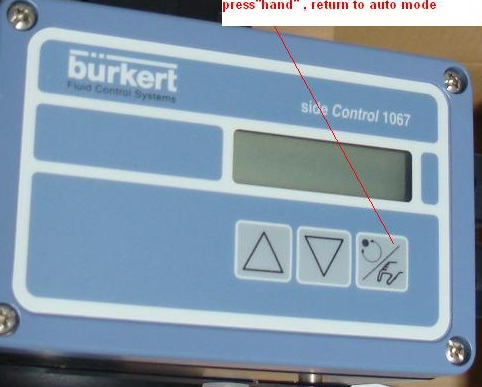 press"hand" , return to auto mode
bürkert
Fluid Control Systems
side Control 1067